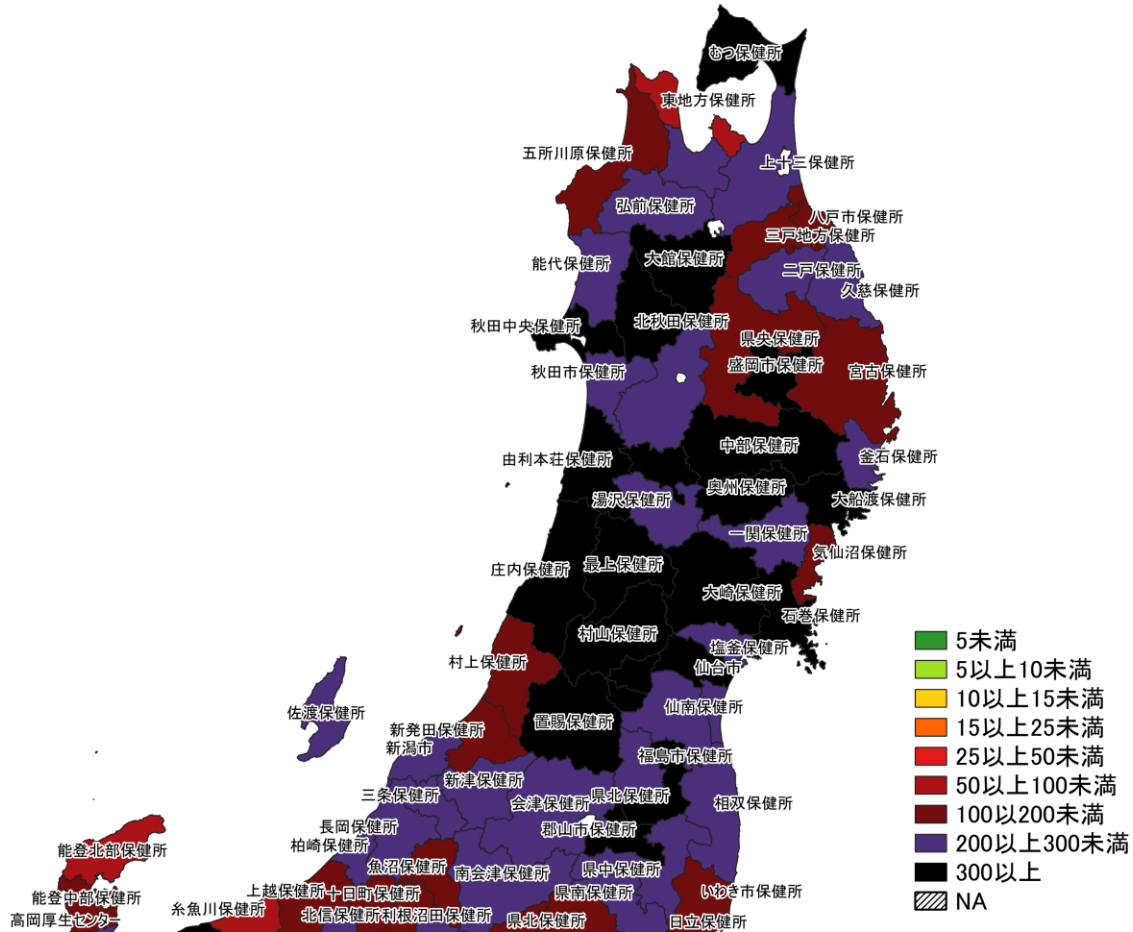 むつ保健所
東地方保健所
五所川原保健所
上十三保健所
弘前保健所
八戸市保健所
三戸地方保健所
大館保健所
能代保健所
二戸保健所
久慈保健所
北秋田保健所
秋田中央保健所
県央保健所
盛岡市保健所
秋田市保健所
宮古保健所
中部保健所
由利本荘保健所
釜石保健所
奥州保健所
湯沢保健所
大船渡保健所
一関保健所
気仙沼保健所
最上保健所
庄内保健所
大崎保健所
石巻保健所
村山保健所
塩釜保健所
村上保健所
仙台市
佐渡保健所
仙南保健所
置賜保健所
新発田保健所
新潟市
福島市保健所
新津保健所
三条保健所
会津保健所
県北保健所
相双保健所
長岡保健所
郡山市保健所
柏崎保健所
能登北部保健所
魚沼保健所
南会津保健所
県中保健所
上越保健所
十日町保健所
県南保健所
いわき市保健所
能登中部保健所
糸魚川保健所
北信保健所
利根沼田保健所
県北保健所
日立保健所
高岡厚生センター
5未満
5以上10未満
10以上15未満
15以上25未満
25以上50未満
50以上100未満
100以200未満
200以上300未満
300以上
NA